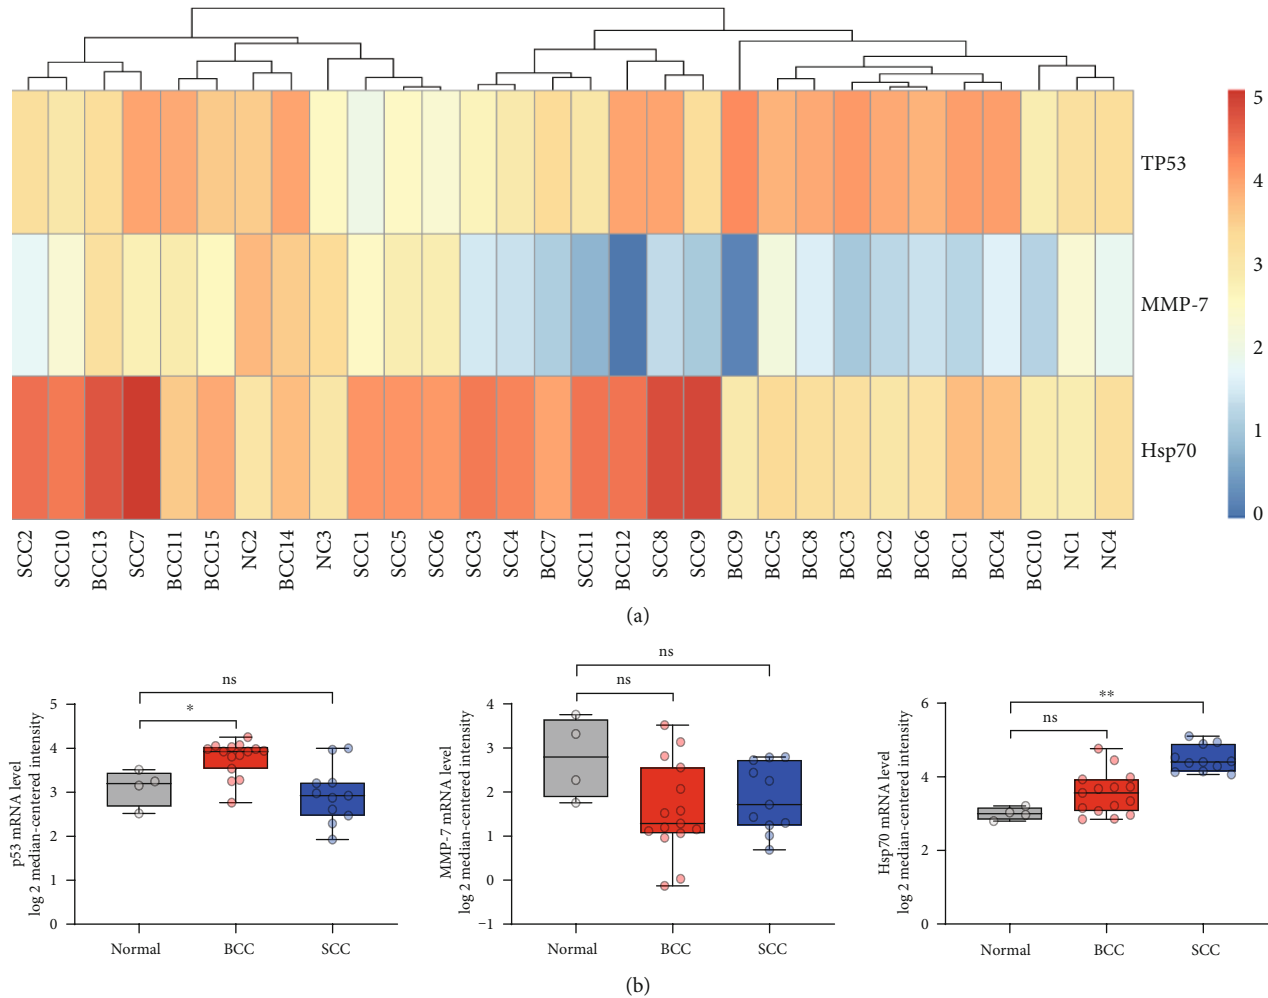 5
4
3
2
1
0
TP53
MMP-7
Hsp70
SCC2
SCC10
BCC13
SCC7
BCC11
BCC15
NC2
BCC14
NC3
SCC1
SCC5
SCC6
SCC3
SCC4
BCC7
SCC11
BCC12
SCC8
SCC9
BCC9
BCC5
BCC8
BCC3
BCC2
BCC6
BCC1
BCC4
BCC10
NC1
NC4
(a)
p53 mRNA level
log 2 median-centered intensity
5
4
3
2
1
0
ns
*
Normal BCC SCC
MMP-7 mRNA level
log 2 median-centered intensity
4
3
2
1
0
−1
ns
ns
Normal BCC SCC
Hsp70 mRNA level
log 2 median-centered intensity
6
4
2
0
**
ns
Normal BCC SCC
(b)